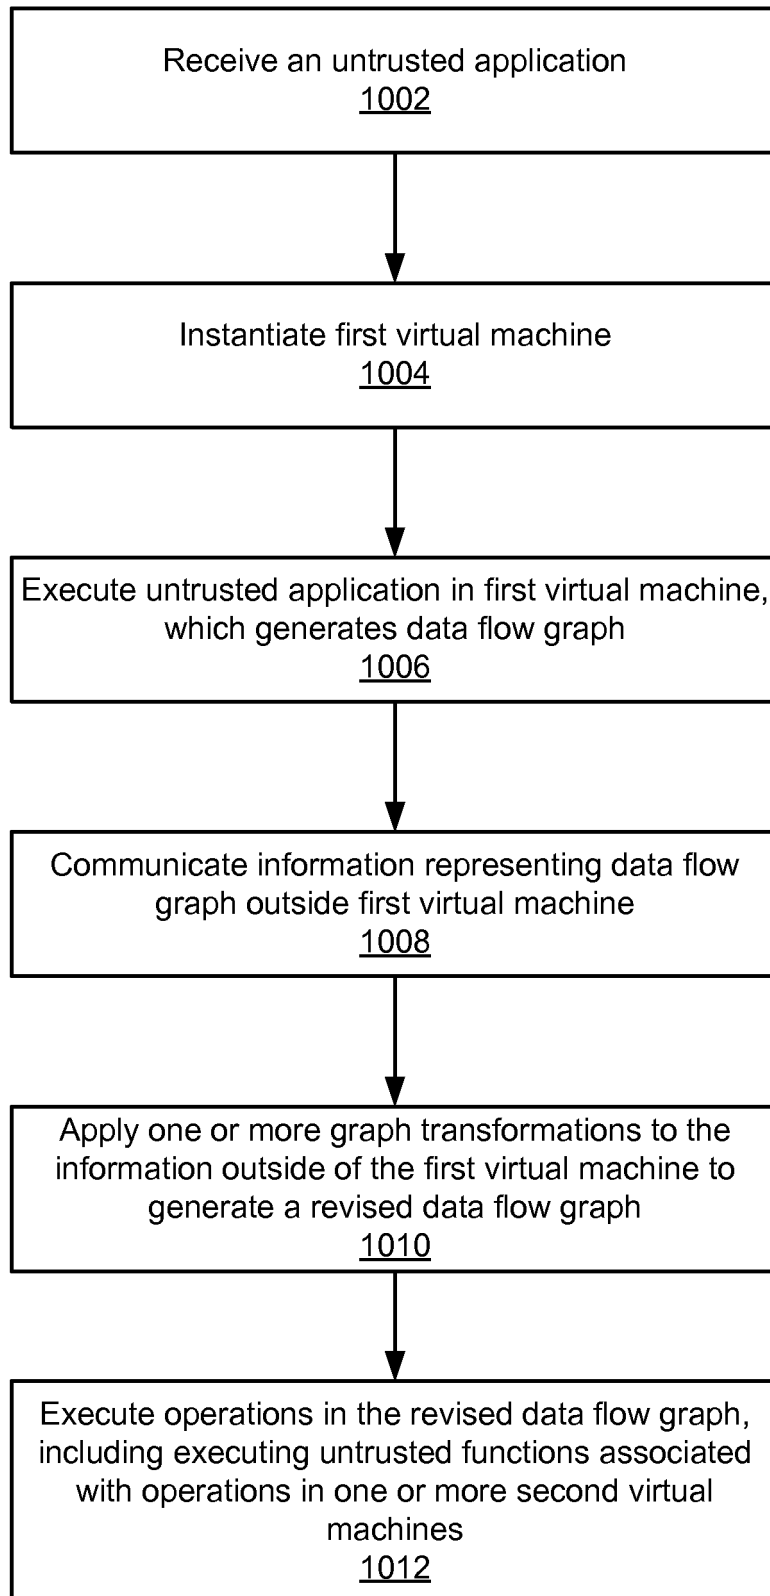 Receive an untrusted application
1002
Instantiate first virtual machine
1004
Execute untrusted application in first virtual machine,
which generates data flow graph
1006
Communicate information representing data flow
graph outside first virtual machine
1008
Apply one or more graph transformations to the
information outside of the first virtual machine to
generate a revised data flow graph
1010
Execute operations in the revised data flow graph,
including executing untrusted functions associated
with operations in one or more second virtual
machines
1012